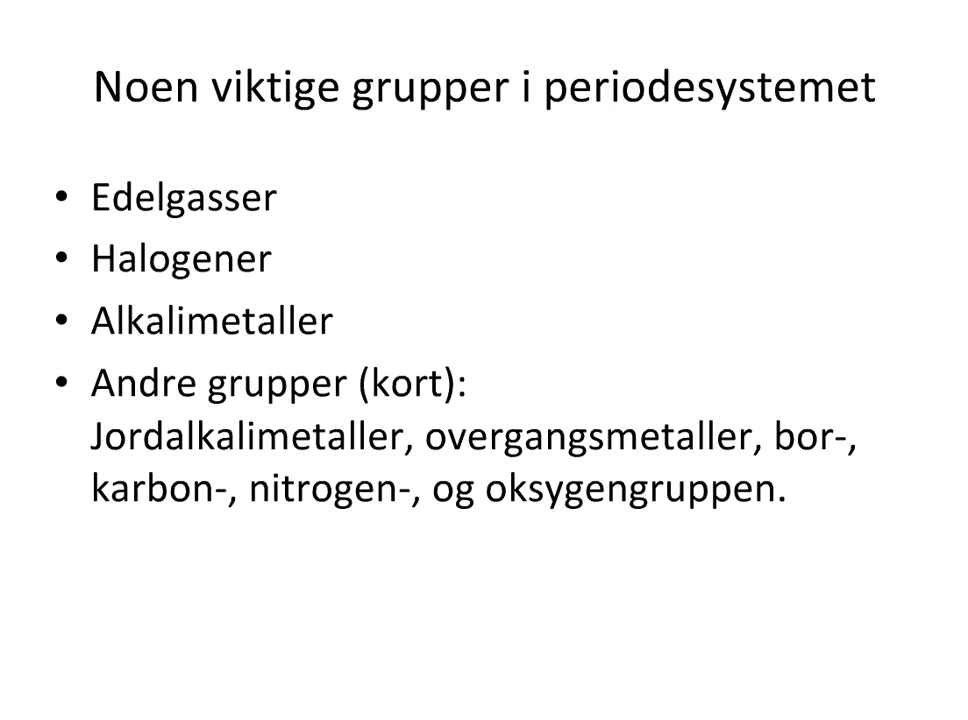 Noen viktige grupper i periodesystemet
• Edelgasser
• Halogener
• Alkalimetaller
• Andre grupper (kort):
Jordalkalimetaller, overgangsmetaller, bor-,
karbon-, nitrogen-, og oksygengruppen.